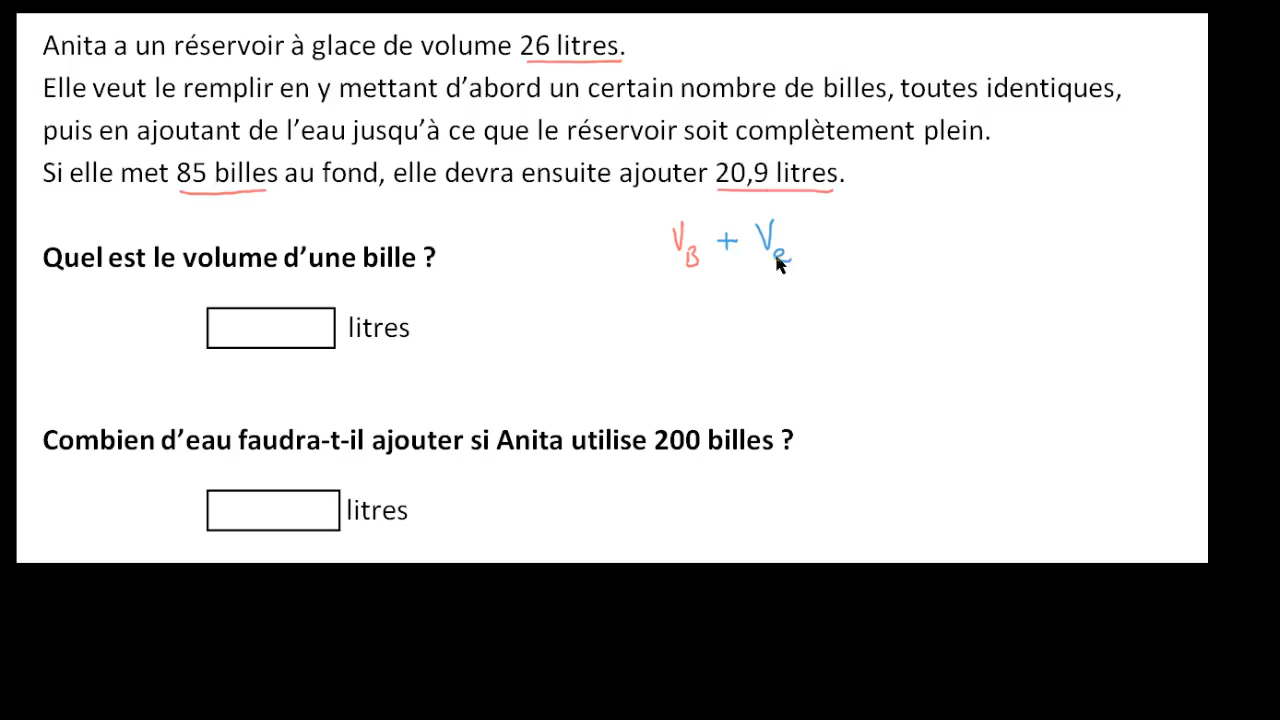 Anita a un réservoir à glace de volume 26 litres.
Elle veut le remplir en y mettant d’abord un certain nombre de billes, toutes identiques,
puis en ajoutant de l’eau jusqu’à ce que le réservoir soit complètement plein.
Si elle met 85 billes au fond, elle devra ensuite ajouter 20,9 litres.
V_B + V_e
Quel est le volume d’une bille ?
litres
Combien d’eau faudra-t-il ajouter si Anita utilise 200 billes ?
litres